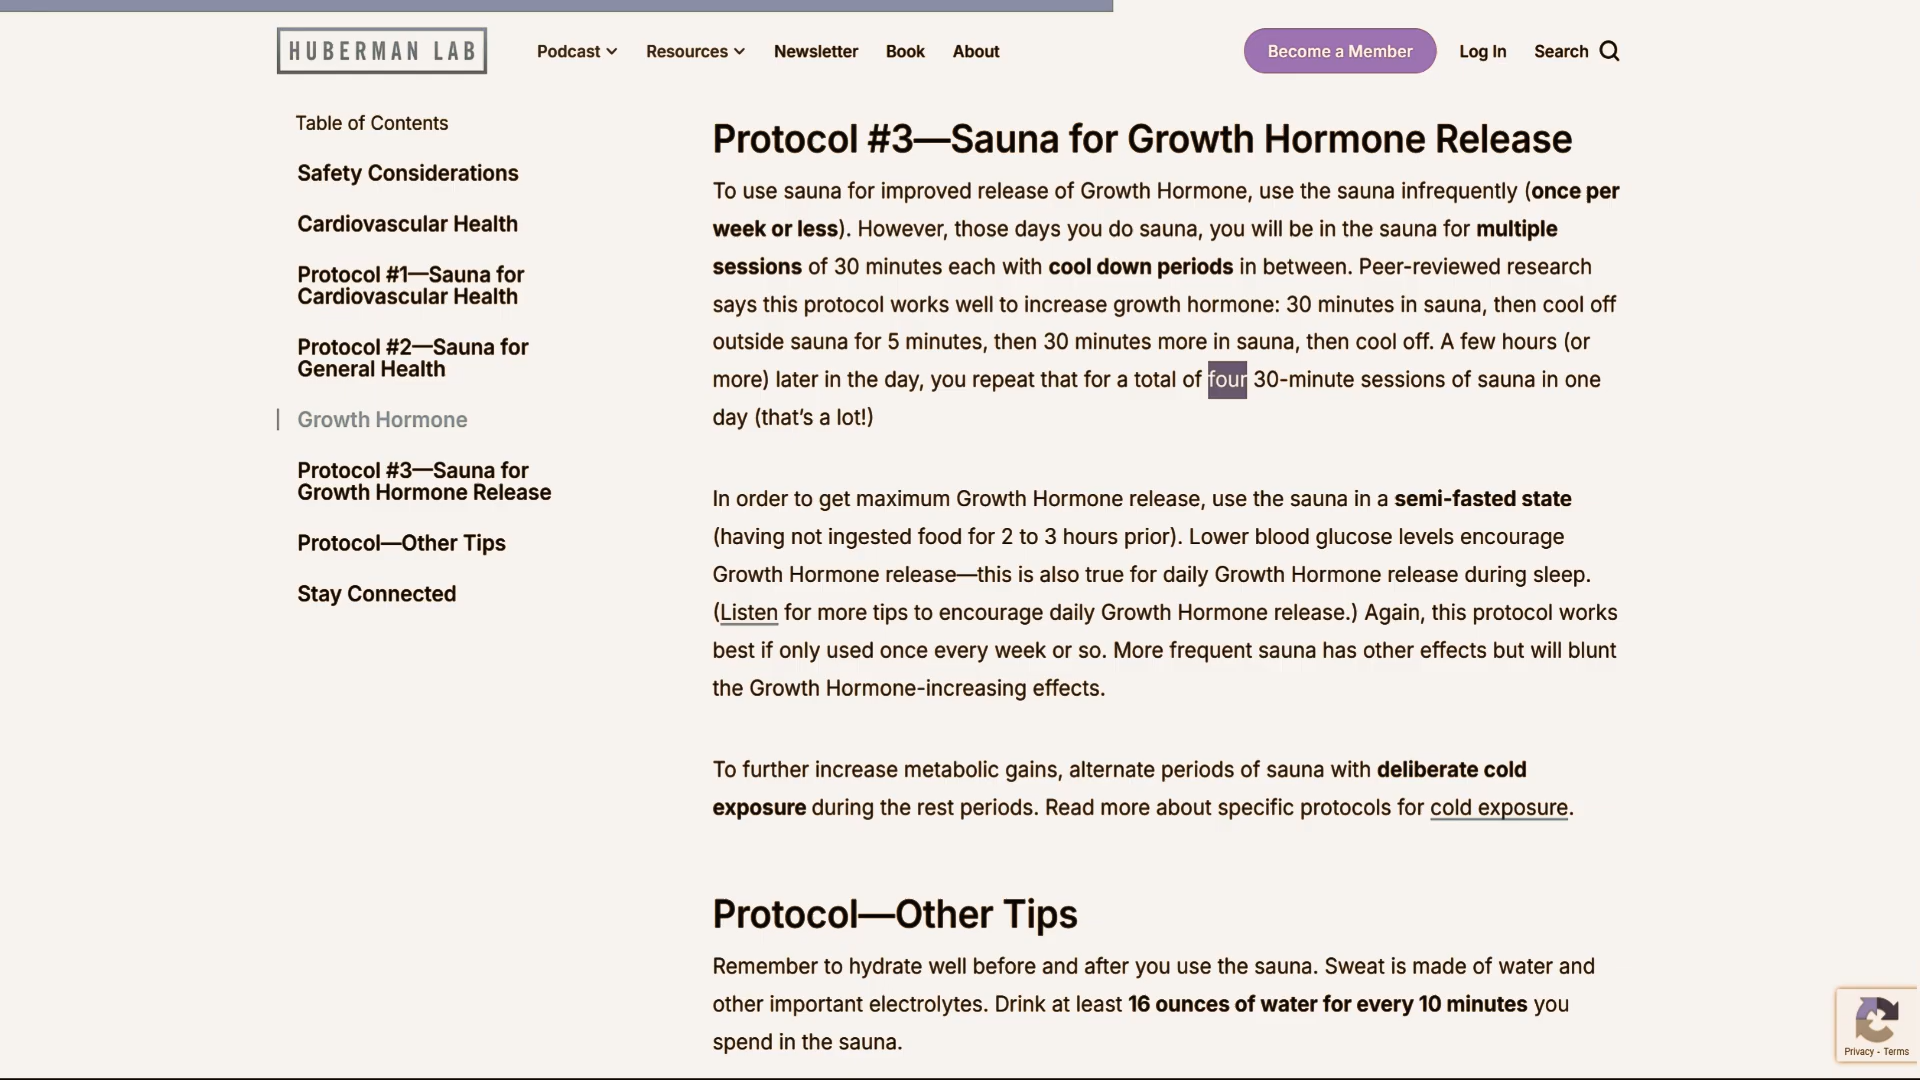 HUBERMAN LAB
Podcast
Resources
Newsletter
Book
About
Become a Member
Log In
Search
Table of Contents
Safety Considerations
Cardiovascular Health
Protocol #1—Sauna for
Cardiovascular Health
Protocol #2—Sauna for
General Health
Growth Hormone
Protocol #3—Sauna for
Growth Hormone Release
Protocol—Other Tips
Stay Connected
Protocol #3—Sauna for Growth Hormone Release
To use sauna for improved release of Growth Hormone, use the sauna infrequently (once per
week or less). However, those days you do sauna, you will be in the sauna for multiple
sessions of 30 minutes each with cool down periods in between. Peer-reviewed research
says this protocol works well to increase growth hormone: 30 minutes in sauna, then cool off
outside sauna for 5 minutes, then 30 minutes more in sauna, then cool off. A few hours (or
more) later in the day, you repeat that for a total of four 30-minute sessions of sauna in one
day (that’s a lot!)
In order to get maximum Growth Hormone release, use the sauna in a semi-fasted state
(having not ingested food for 2 to 3 hours prior). Lower blood glucose levels encourage
Growth Hormone release—this is also true for daily Growth Hormone release during sleep.
(Listen for more tips to encourage daily Growth Hormone release.) Again, this protocol works
best if only used once every week or so. More frequent sauna has other effects but will blunt
the Growth Hormone-increasing effects.
To further increase metabolic gains, alternate periods of sauna with deliberate cold
exposure during the rest periods. Read more about specific protocols for cold exposure.
Protocol—Other Tips
Remember to hydrate well before and after you use the sauna. Sweat is made of water and
other important electrolytes. Drink at least 16 ounces of water for every 10 minutes you
spend in the sauna.
Privacy - Terms